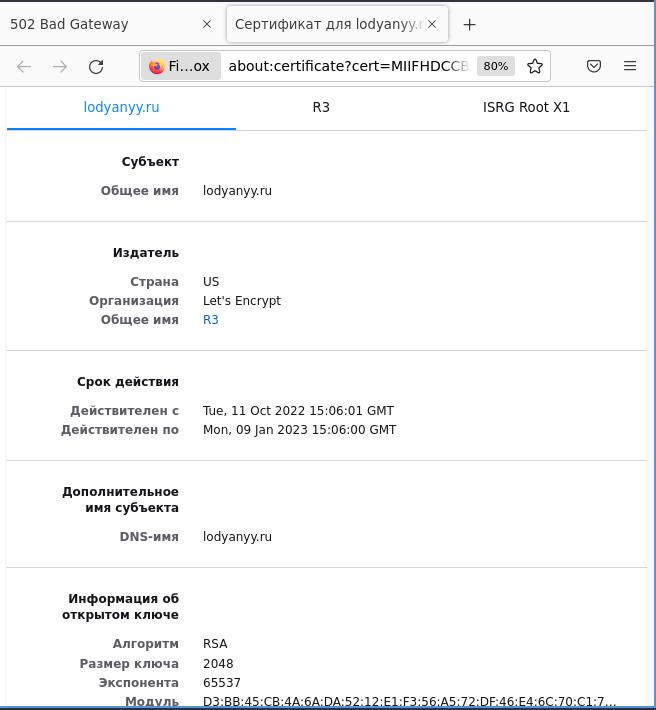 502 Bad Gateway
Сертификат для lodyanyy.r
Fi...ox about:certificate?cert=MIIFHDCCB 80%
lodyanyy.ru R3 ISRG Root X1
Субъект
Общее имя lodyanyy.ru
Издатель
Страна US
Организация Let's Encrypt
Общее имя R3
Срок действия
Действителен с Tue, 11 Oct 2022 15:06:01 GMT
Действителен по Mon, 09 Jan 2023 15:06:00 GMT
Дополнительное
имя субъекта
DNS-имя lodyanyy.ru
Информация об
открытом ключе
Алгоритм RSA
Размер ключа 2048
Экспонента 65537
Модуль D3:BB:45:CB:4A:6A:DA:52:12:E1:F3:56:A5:72:DF:46:E4:6C:70:C1:7...